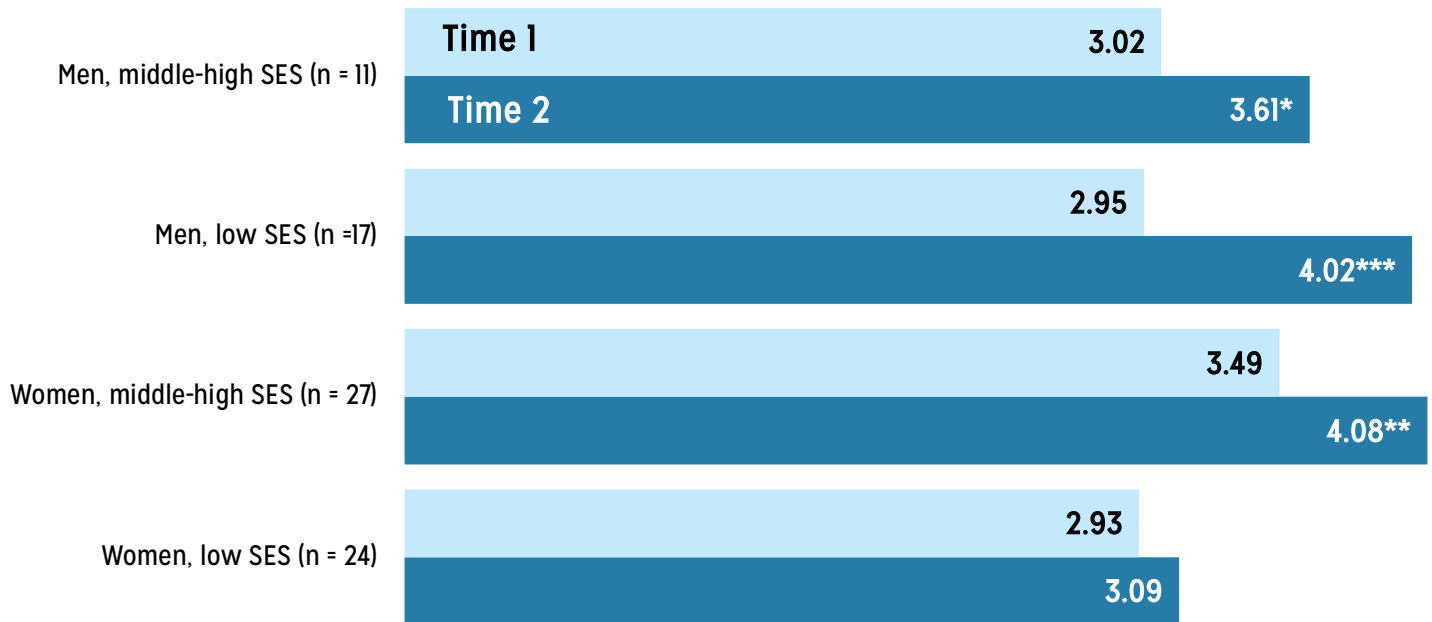 Time 1
3.02
Men, middle-high SES (n = 11)
Time 2
3.61*
2.95
Men, low SES (n =17)
4.02***
3.49
Women, middle-high SES (n = 27)
4.08**
2.93
Women, low SES (n = 24)
3.09